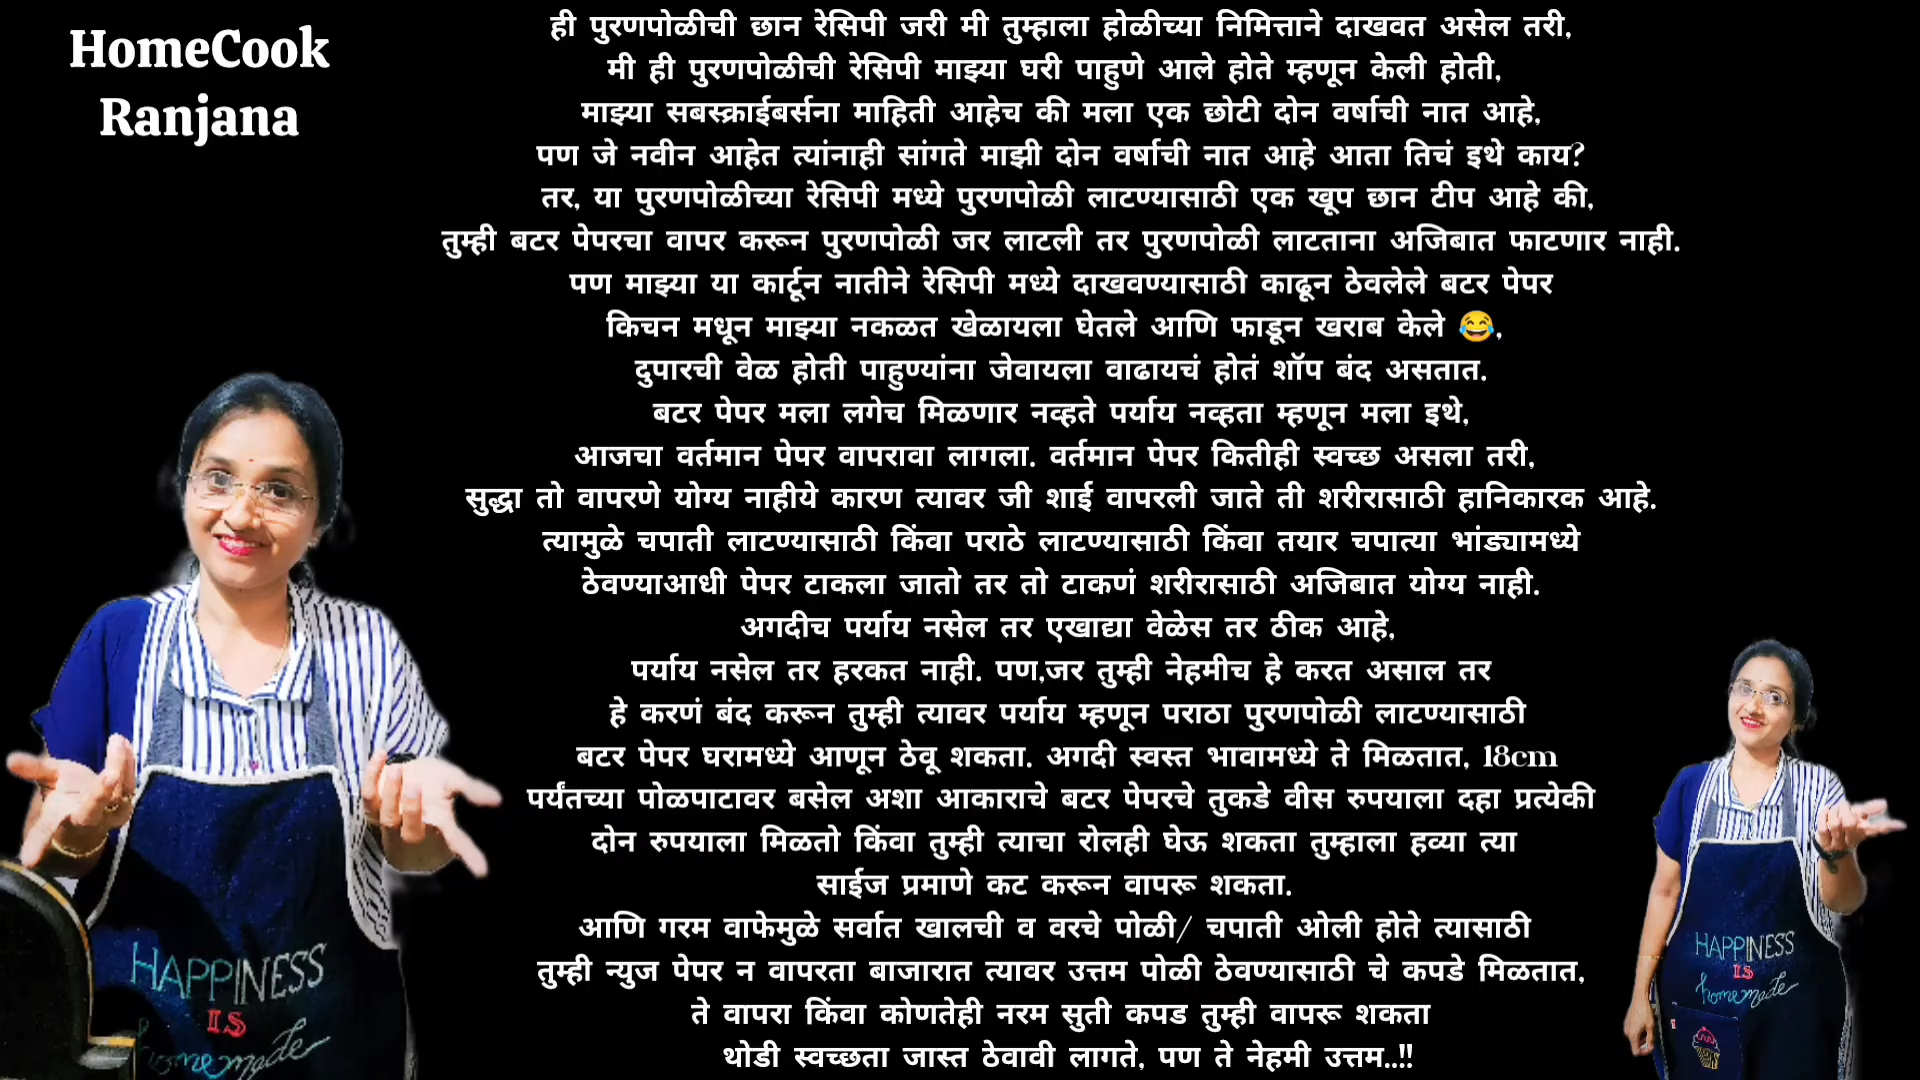 HomeCook
Ranjana
ही पुरणपोळीची छान रेसिपी जरी मी तुम्हाला होळीच्या निमित्ताने दाखवत असेल तरी,
मी ही पुरणपोळीची रेसिपी माझ्या घरी पाहुणे आले होते म्हणून केली होती,
माझ्या सबस्क्राईबर्सना माहिती आहेच की मला एक छोटी दोन वर्षाची नात आहे,
पण जे नवीन आहेत त्यांनाही सांगते माझी दोन वर्षाची नात आहे आता तिचं इथे काय?
तर, या पुरणपोळीच्या रेसिपी मध्ये पुरणपोळी लाटण्यासाठी एक खूप छान टीप आहे की,
तुम्ही बटर पेपरचा वापर करून पुरणपोळी जर लाटली तर पुरणपोळी लाटताना अजिबात फाटणार नाही.
पण माझ्या या कार्टून नातीने रेसिपी मध्ये दाखवण्यासाठी काढून ठेवलेले बटर पेपर
किचन मधून माझ्या नकळत खेळायला घेतले आणि फाडून खराब केले 😂,
दुपारची वेळ होती पाहुण्यांना जेवायला वाढायचं होतं शॉप बंद असतात.
बटर पेपर मला लगेच मिळणार नव्हते पर्याय नव्हता म्हणून मला इथे,
आजचा वर्तमान पेपर वापरावा लागला. वर्तमान पेपर कितीही स्वच्छ असला तरी,
सुद्धा तो वापरणे योग्य नाहीये कारण त्यावर जी शाई वापरली जाते ती शरीरासाठी हानिकारक आहे.
त्यामुळे चपाती लाटण्यासाठी किंवा पराठे लाटण्यासाठी किंवा तयार चपात्या भांड्यामध्ये
ठेवण्याआधी पेपर टाकला जातो तर तो टाकणं शरीरासाठी अजिबात योग्य नाही.
अगदीच पर्याय नसेल तर एखाद्या वेळेस तर ठीक आहे,
पर्याय नसेल तर हरकत नाही. पण,जर तुम्ही नेहमीच हे करत असाल तर
हे करणं बंद करून तुम्ही त्यावर पर्याय म्हणून पराठा पुरणपोळी लाटण्यासाठी
बटर पेपर घरामध्ये आणून ठेवू शकता. अगदी स्वस्त भावामध्ये ते मिळतात, 18cm
पर्यंतच्या पोळपाटावर बसेल अशा आकाराचे बटर पेपरचे तुकडे वीस रुपयाला दहा प्रत्येकी
दोन रुपयाला मिळतो किंवा तुम्ही त्याचा रोलही घेऊ शकता तुम्हाला हव्या त्या
साईज प्रमाणे कट करून वापरू शकता.
आणि गरम वाफेमुळे सर्वात खालची व वरचे पोळी/ चपाती ओली होते त्यासाठी
तुम्ही न्युज पेपर न वापरता बाजारात त्यावर उत्तम पोळी ठेवण्यासाठी चे कपडे मिळतात,
ते वापरा किंवा कोणतेही नरम सुती कपड तुम्ही वापरू शकता
थोडी स्वच्छता जास्त ठेवावी लागते, पण ते नेहमी उत्तम..!!
HAPPINESS
IS
homemade
HAPPINESS
IS
homemade